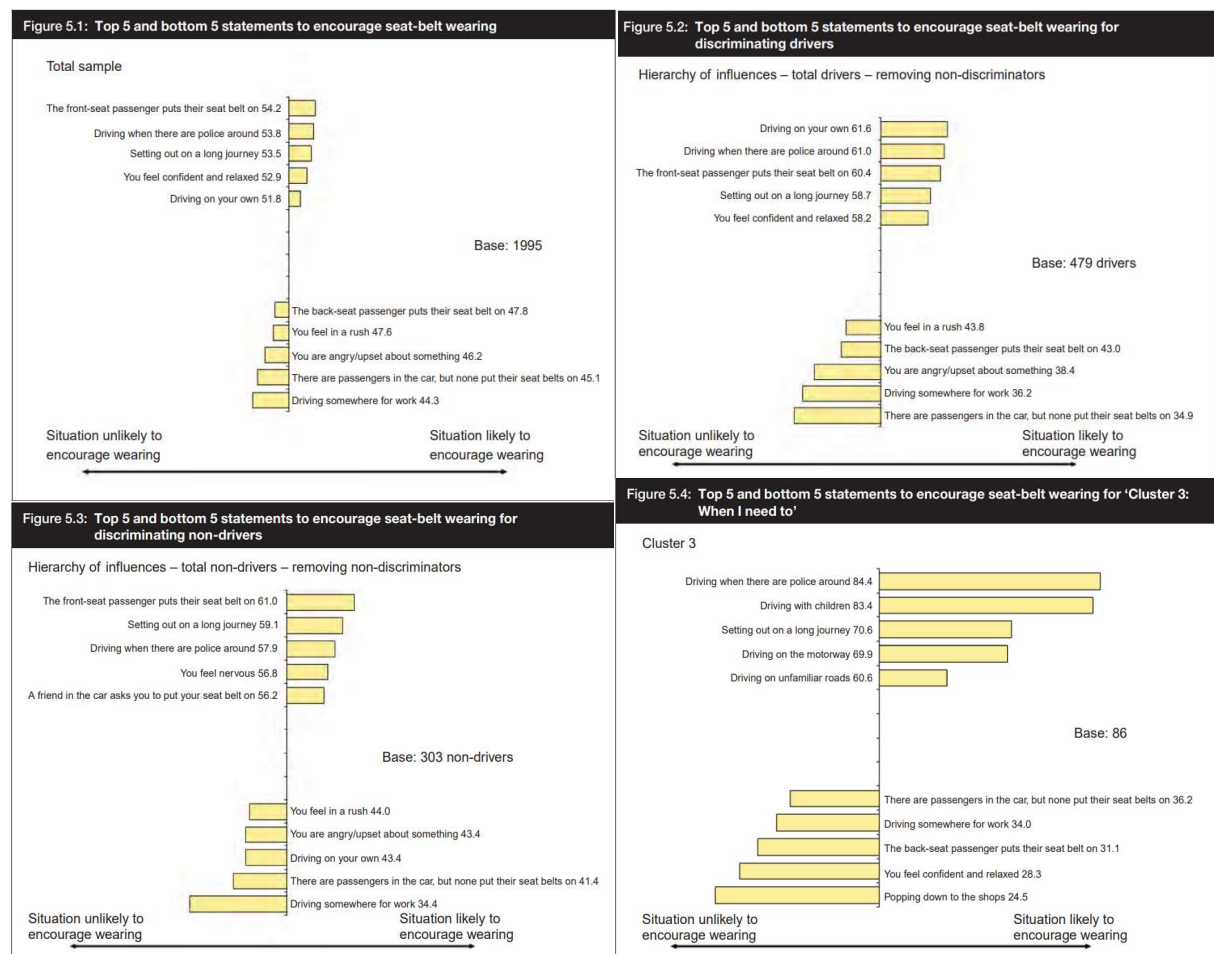 Figure 5.1: Top 5 and bottom 5 statements to encourage seat-belt wearing
Total sample
The front-seat passenger puts their seat belt on 54.2
Driving when there are police around 53.8
Setting out on a long journey 53.5
You feel confident and relaxed 52.9
Driving on your own 51.8
Base: 1995
The back-seat passenger puts their seat belt on 47.8
You feel in a rush 47.6
You are angry/upset about something 46.2
There are passengers in the car, but none put their seat belts on 45.1
Driving somewhere for work 44.3
Situation unlikely to
encourage wearing
Situation likely to
encourage wearing
Figure 5.2: Top 5 and bottom 5 statements to encourage seat-belt wearing for
discriminating drivers
Hierarchy of influences – total drivers – removing non-discriminators
Driving on your own 61.6
Driving when there are police around 61.0
The front-seat passenger puts their seat belt on 60.4
Setting out on a long journey 58.7
You feel confident and relaxed 58.2
Base: 479 drivers
You feel in a rush 43.8
The back-seat passenger puts their seat belt on 43.0
You are angry/upset about something 38.4
Driving somewhere for work 36.2
There are passengers in the car, but none put their seat belts on 34.9
Situation unlikely to
encourage wearing
Situation likely to
encourage wearing
Figure 5.3: Top 5 and bottom 5 statements to encourage seat-belt wearing for
discriminating non-drivers
Hierarchy of influences – total non-drivers – removing non-discriminators
The front-seat passenger puts their seat belt on 61.0
Setting out on a long journey 59.1
Driving when there are police around 57.9
You feel nervous 56.8
A friend in the car asks you to put your seat belt on 56.2
Base: 303 non-drivers
You feel in a rush 44.0
You are angry/upset about something 43.4
Driving on your own 43.4
There are passengers in the car, but none put their seat belts on 41.4
Driving somewhere for work 34.4
Situation unlikely to
encourage wearing
Situation likely to
encourage wearing
Figure 5.4: Top 5 and bottom 5 statements to encourage seat-belt wearing for ‘Cluster 3:
When I need to’
Cluster 3
Driving when there are police around 84.4
Driving with children 83.4
Setting out on a long journey 70.6
Driving on the motorway 69.9
Driving on unfamiliar roads 60.6
Base: 86
There are passengers in the car, but none put their seat belts on 36.2
Driving somewhere for work 34.0
The back-seat passenger puts their seat belt on 31.1
You feel confident and relaxed 28.3
Popping down to the shops 24.5
Situation unlikely to
encourage wearing
Situation likely to
encourage wearing